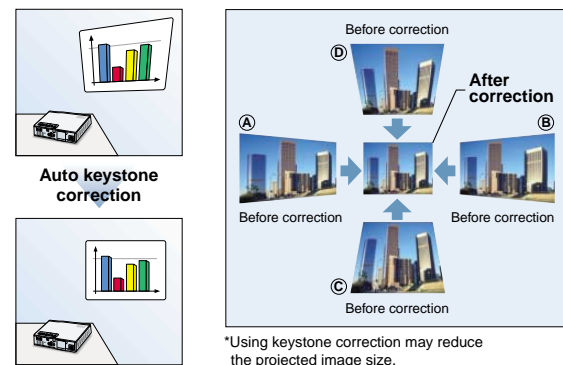 Auto keystone
correction
Before correction
D
After
correction
A
B
Before correction
Before correction
C
Before correction
*Using keystone correction may reduce
the projected image size.